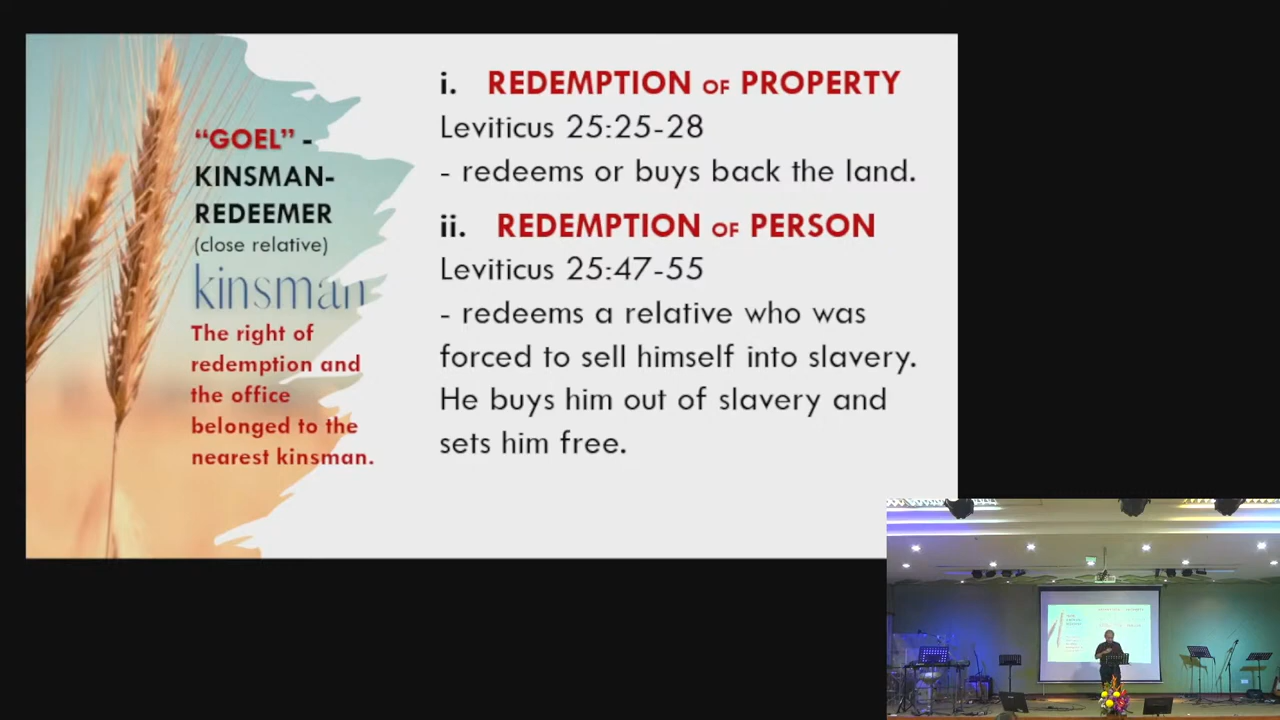 “GOEL” -
KINSMAN-
REDEEMER
(close relative)
kinsman
The right of
redemption and
the office
belonged to the
nearest kinsman.
i. REDEMPTION OF PROPERTY
Leviticus 25:25-28
- redeems or buys back the land.
ii. REDEMPTION OF PERSON
Leviticus 25:47-55
- redeems a relative who was
forced to sell himself into slavery.
He buys him out of slavery and
sets him free.